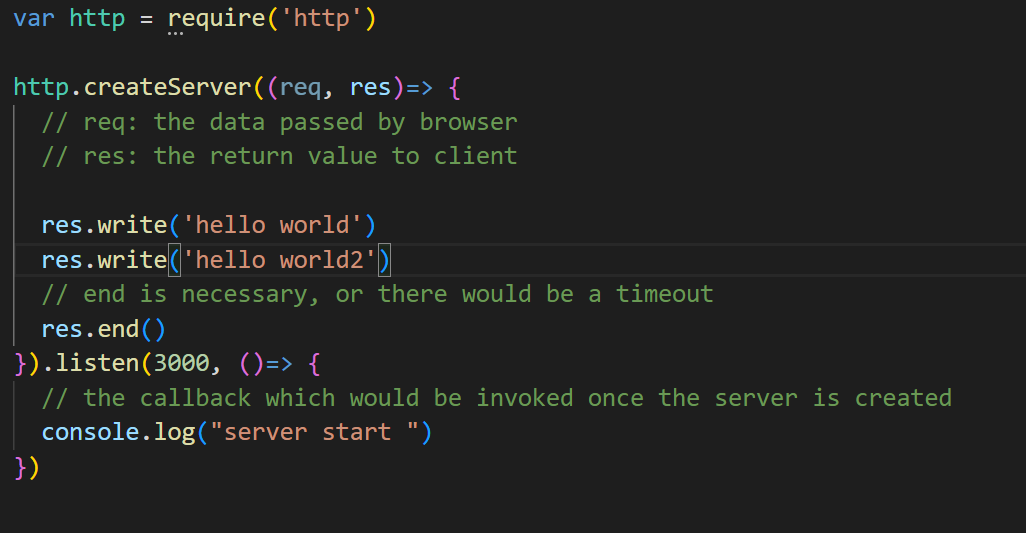 var http = require('http')
http.createServer((req, res)=> {
// req: the data passed by browser
// res: the return value to client
res.write('hello world')
res.write('hello world2')
// end is necessary, or there would be a timeout
res.end()
}).listen(3000, ()=> {
// the callback which would be invoked once the server is created
console.log("server start ")
})